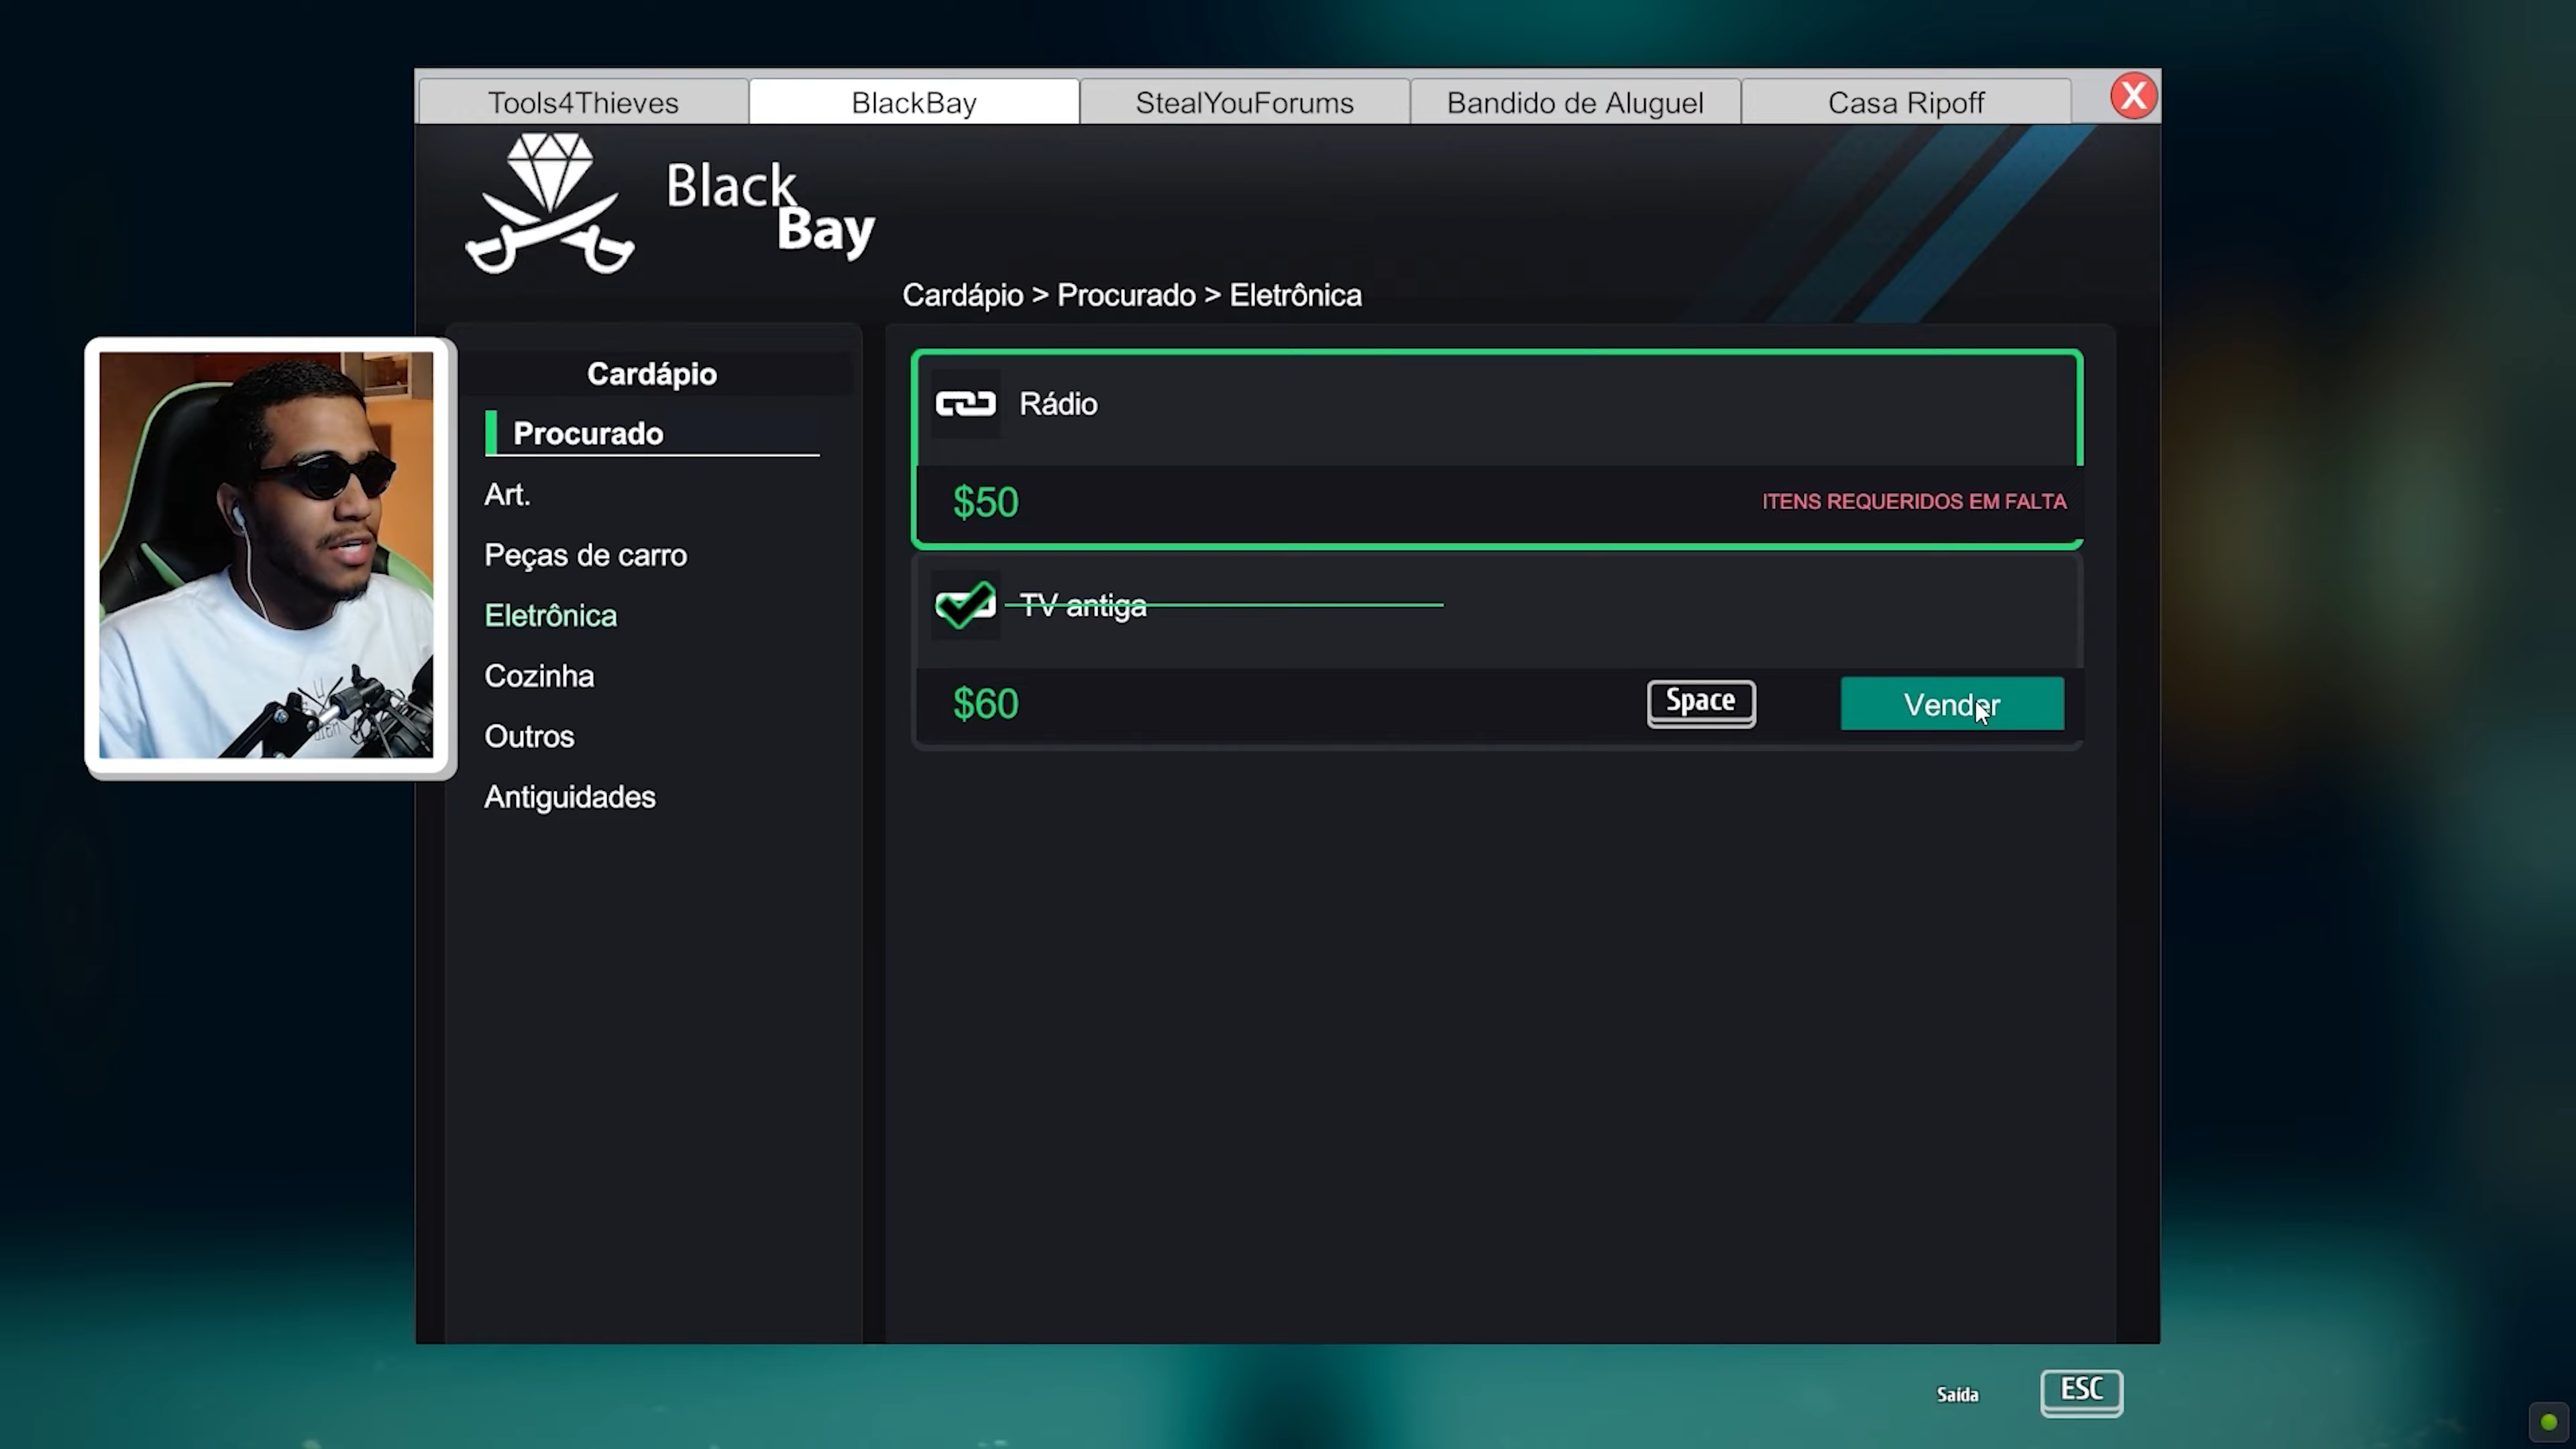 Tools4Thieves
BlackBay
StealYouForums
Bandido de Aluguel
Casa Ripoff
X
Black
Bay
Cardápio > Procurado > Eletrônica
Cardápio
Procurado
Art.
Peças de carro
Eletrônica
Cozinha
Outros
Antiguidades
Rádio
$50
ITENS REQUERIDOS EM FALTA
TV antiga
$60
Space
Vender
Saída
ESC